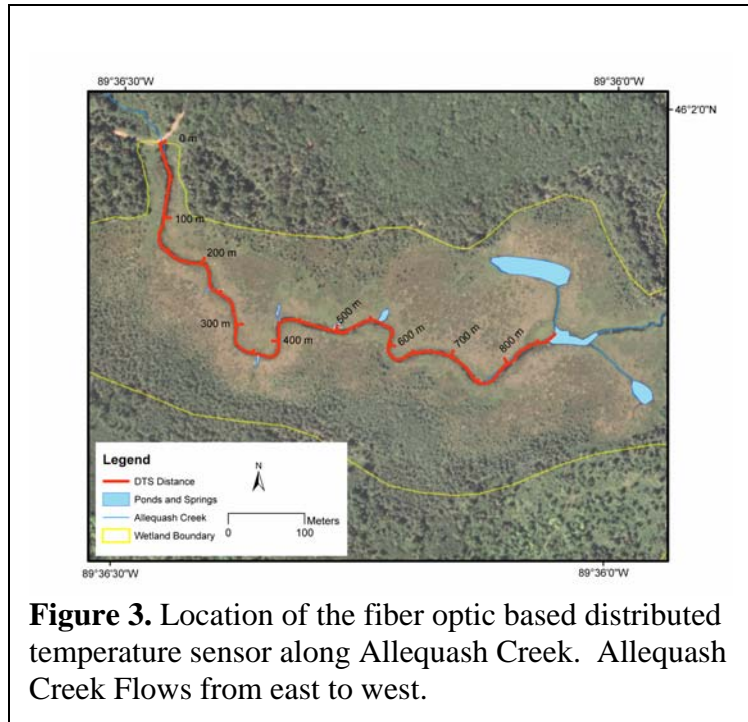 89°36'30"W 89°36'0"W
46°2'0"N
0 m
100 m
200 m
300 m
400 m
500 m
600 m
700 m
800 m
Legend
DTS Distance
Ponds and Springs
Allequash Creek
Wetland Boundary
N
Meters
0 100
89°36'30"W 89°36'0"W
Figure 3. Location of the fiber optic based distributed
temperature sensor along Allequash Creek. Allequash
Creek Flows from east to west.